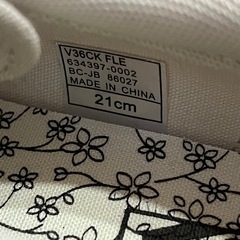 V36CK FLE
634397-0002
BC-JB 86027
MADE IN CHINA
21cm